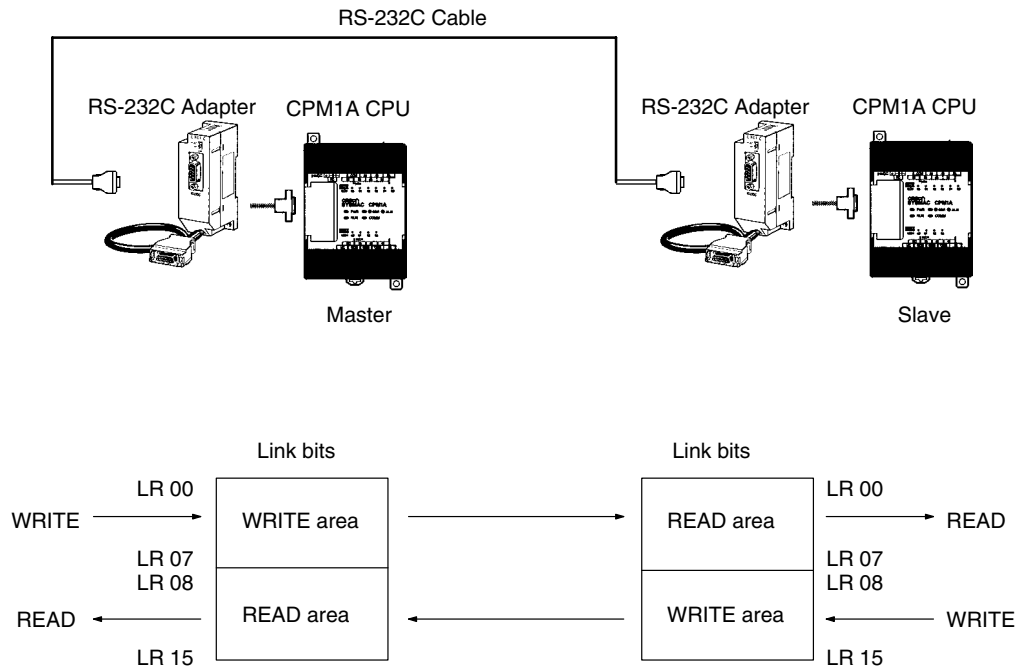 RS-232C Cable
RS-232C Adapter
CPM1A CPU
RS-232C Adapter
CPM1A CPU
Master
Slave
Link bits
Link bits
LR 00
LR 00
WRITE
WRITE area
READ area
READ
LR 07
LR 07
LR 08
LR 08
READ
READ area
WRITE area
WRITE
LR 15
LR 15